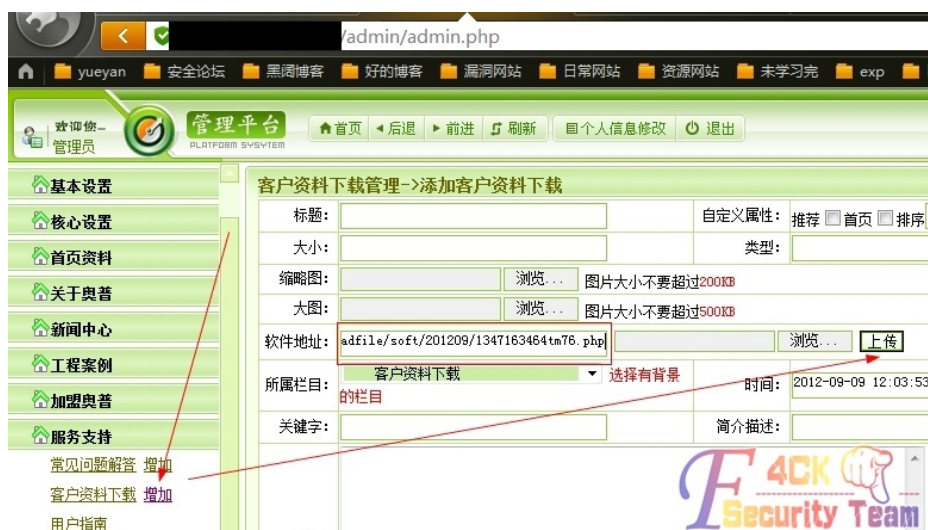 /admin/admin.php
yueyan 安全论坛 黑阔博客 好的博客 漏洞网站 日常网站 资源网站 未学习完 exp
欢迎您-
管理员
管理平台
PLATFORM SYSYTEM
首页 后退 前进 刷新 个人信息修改 退出
基本设置
核心设置
首页资料
关于奥普
新闻中心
工程案例
加盟奥普
服务支持
常见问题解答 增加
客户资料下载 增加
用户指南
客户资料下载管理->添加客户资料下载
标题: 自定义属性: 推荐 首页 排序
大小: 类型:
缩略图: 浏览... 图片大小不要超过200KB
大图: 浏览... 图片大小不要超过500KB
软件地址: adfile/soft/201209/1347163464tm76.php 浏览... 上传
所属栏目: 客户资料下载 选择有背景
的栏目
时间: 2012-09-09 12:03:53
关键字: 简介描述:
F4CK
Security Team